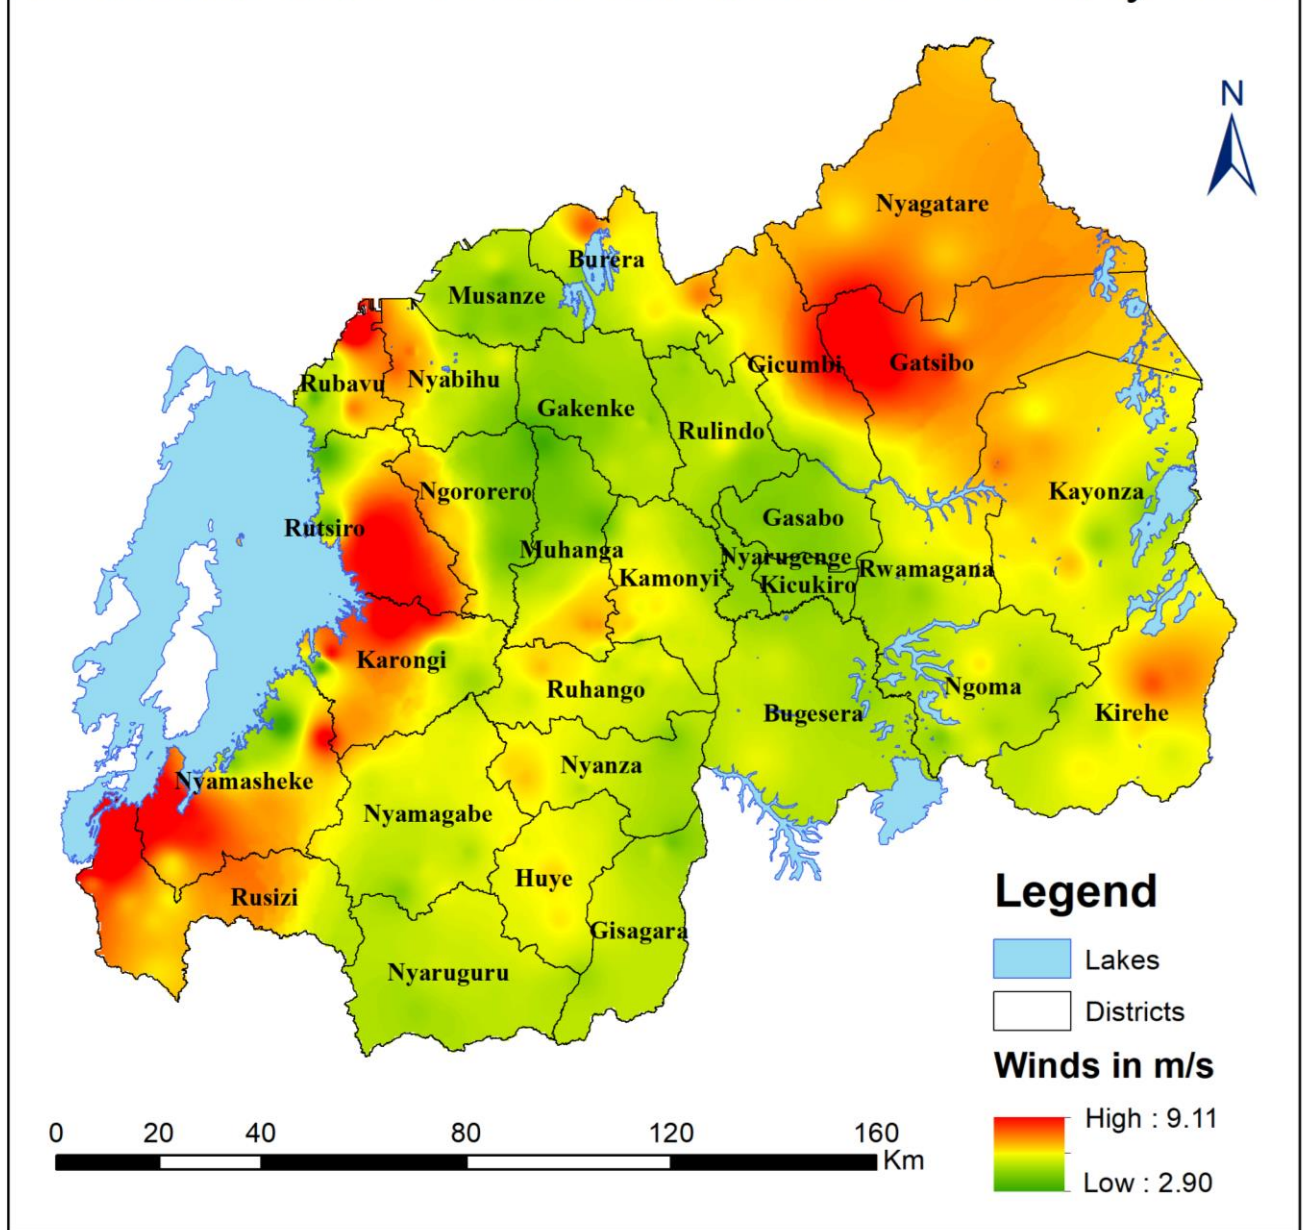 N
Nyagatare
Burera
Musanze
Gicumbi
Gatsibo
Rubavu
Nyabihu
Gakenke
Rulindo
Ngororero
Kayonza
Rutsiro
Gasabo
Muhanga
Nyarugenge
Kamonyi
Kicukiro
Rwamagana
Karongi
Ruhango
Ngoma
Bugesera
Kirehe
Nyamasheke
Nyanza
Nyamagabe
Huye
Rusizi
Gisagara
Nyaruguru
Legend
Lakes
Districts
Winds in m/s
High : 9.11
Low : 2.90
0 20 40 80 120 160
Km